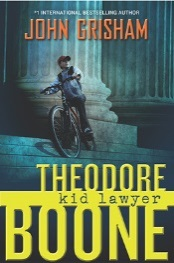 #1 INTERNATIONAL BESTSELLING AUTHOR
JOHN GRISHAM
THEODORE
kid lawyer
BOONE